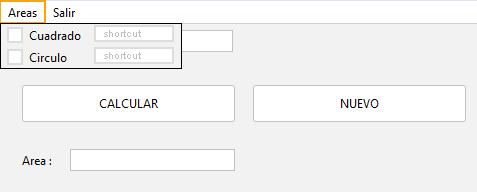 Areas Salir
Cuadrado shortcut
Circulo shortcut
CALCULAR NUEVO
Area :